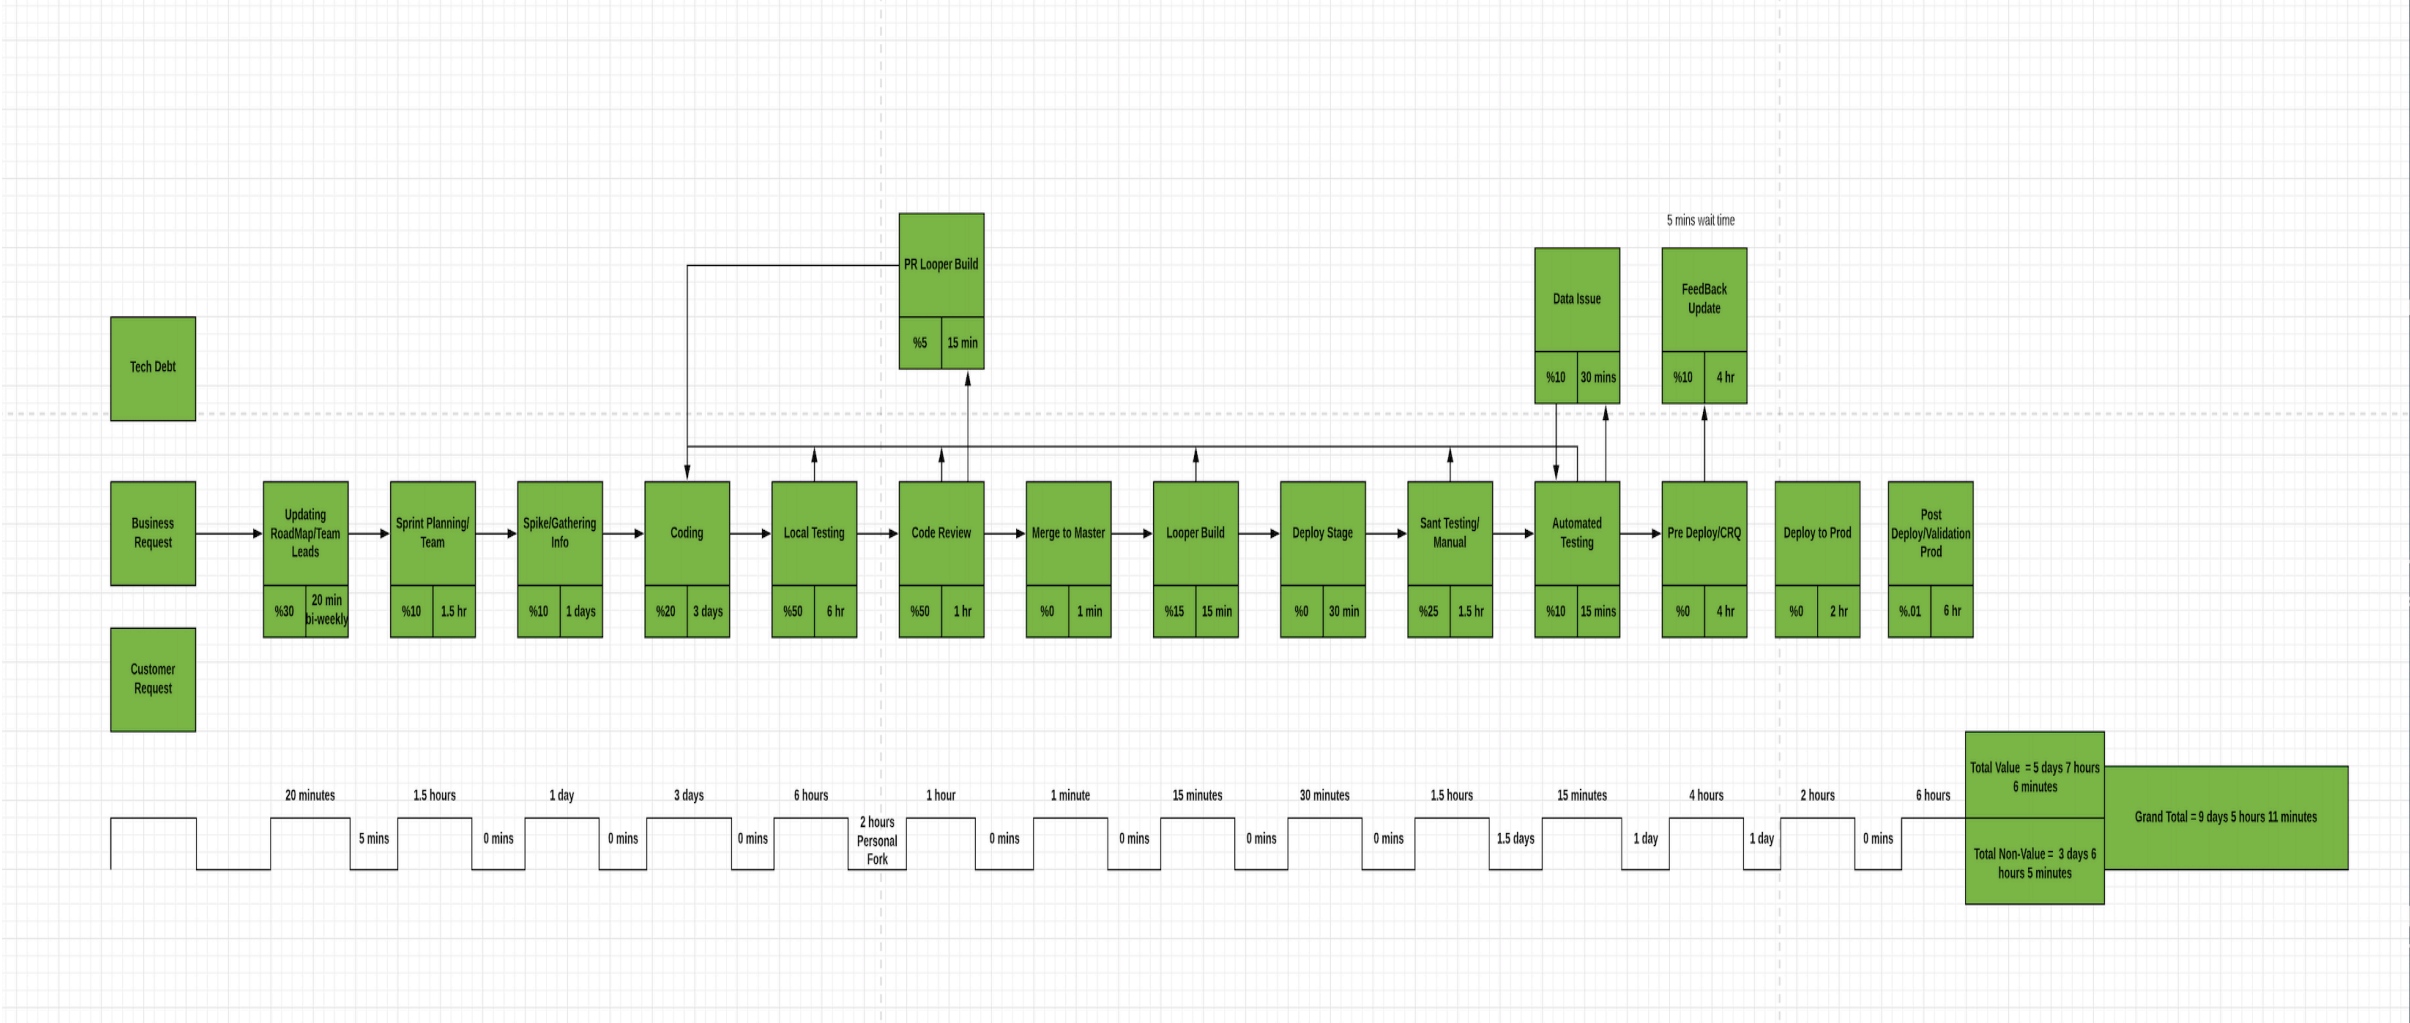 5 mins wait time
PR Looper Build
%5
15 min
Data Issue
%10
30 mins
FeedBack
Update
%10
4 hr
Tech Debt
Business
Request
Updating
RoadMap/Team
Leads
%30
20 min
bi-weekly
Sprint Planning/
Team
%10
1.5 hr
Spike/Gathering
Info
%10
1 days
Coding
%20
3 days
Local Testing
%50
6 hr
Code Review
%50
1 hr
Merge to Master
%0
1 min
Looper Build
%15
15 min
Deploy Stage
%0
30 min
Sant Testing/
Manual
%25
1.5 hr
Automated
Testing
%10
15 mins
Pre Deploy/CRQ
%0
4 hr
Deploy to Prod
%0
2 hr
Post
Deploy/Validation
Prod
%.01
6 hr
Customer
Request
20 minutes
1.5 hours
1 day
3 days
6 hours
1 hour
1 minute
15 minutes
30 minutes
1.5 hours
15 minutes
4 hours
2 hours
6 hours
5 mins
0 mins
0 mins
0 mins
2 hours
Personal
Fork
0 mins
0 mins
0 mins
0 mins
1.5 days
1 day
1 day
0 mins
Total Value = 5 days 7 hours
6 minutes
Total Non-Value = 3 days 6
hours 5 minutes
Grand Total = 9 days 5 hours 11 minutes